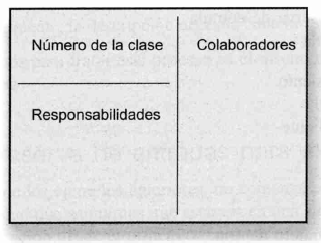 Número de la clase
Colaboradores
Responsabilidades